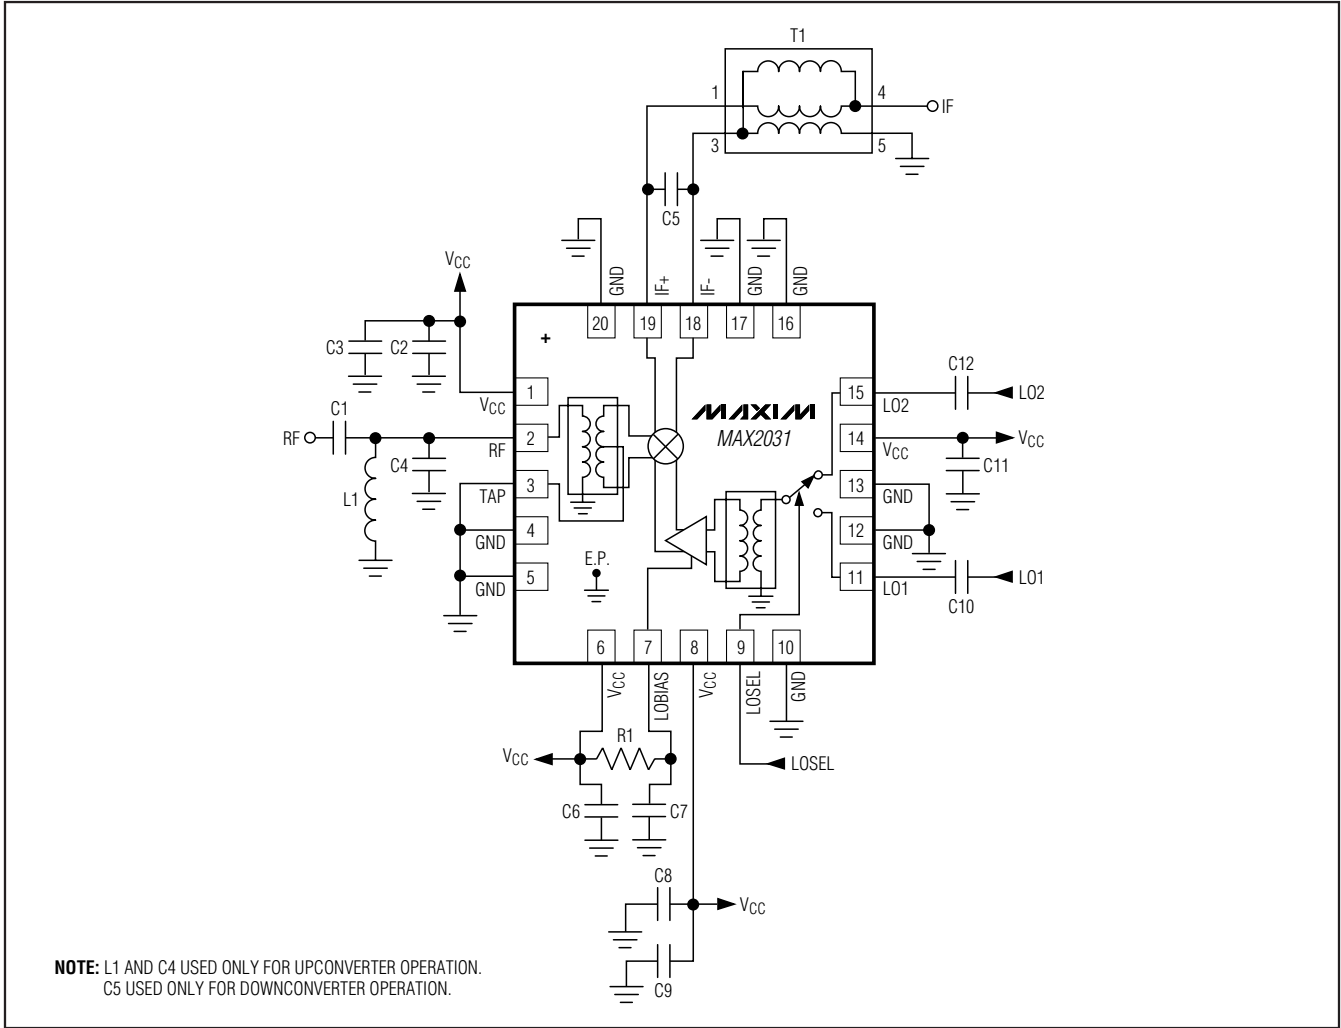 T1
1
4
IF
3
5
C5
GND
IF+
IF-
GND
GND
VCC
20
19
18
17
16
C3
C2
+
C12
1
VCC
MAXIM
MAX2031
15
LO2
LO2
C1
RF
2
RF
14
VCC
VCC
C4
C11
L1
3
TAP
13
GND
4
GND
12
GND
E.P.
5
GND
11
LO1
LO1
C10
6
7
8
9
10
VCC
LOBIAS
VCC
LOSEL
GND
R1
VCC
LOSEL
C6
C7
C8
VCC
C9
NOTE: L1 AND C4 USED ONLY FOR UPCONVERTER OPERATION.
C5 USED ONLY FOR DOWNCONVERTER OPERATION.